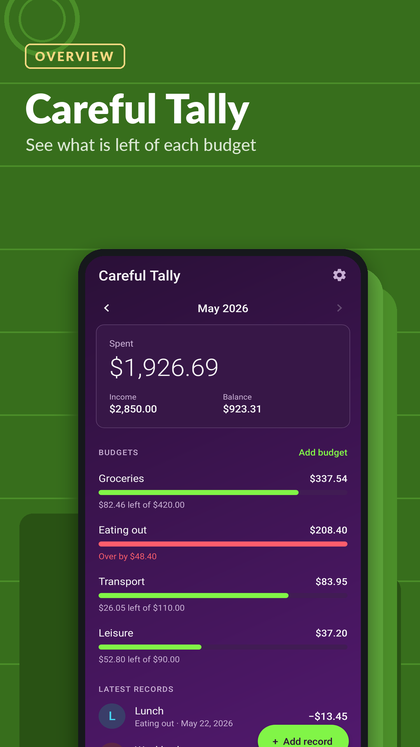 OVERVIEW
Careful Tally
See what is left of each budget
Careful Tally
May 2026
Spent
$1,926.69
Income Balance
$2,850.00 $923.31
BUDGETS Add budget
Groceries $337.54
$82.46 left of $420.00
Eating out $208.40
Over by $48.40
Transport $83.95
$26.05 left of $110.00
Leisure $37.20
$52.80 left of $90.00
LATEST RECORDS
L Lunch −$13.45
Eating out · May 22, 2026
+ Add record